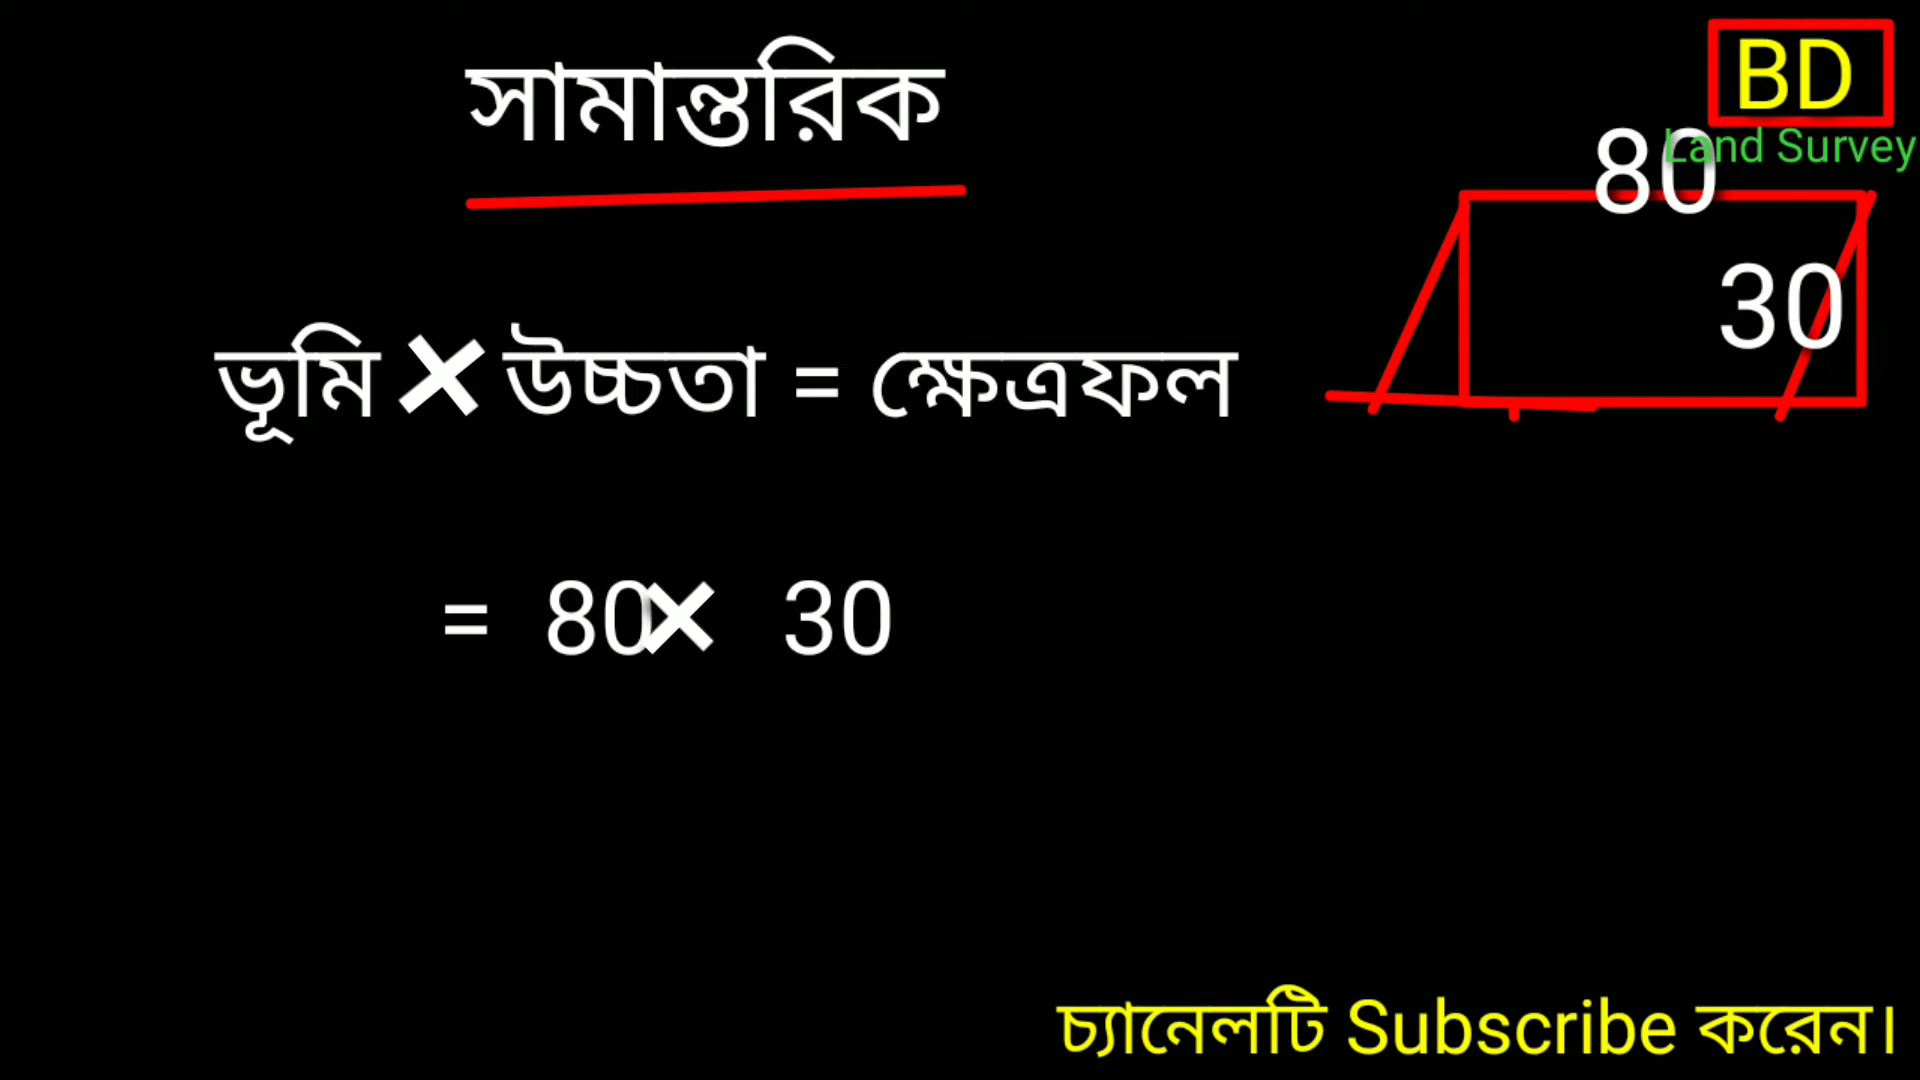 সামান্তরিক
BD
Land Survey
80
30
ভূমি × উচ্চতা = ক্ষেত্রফল
= 80 × 30
চ্যানেলটি Subscribe করেন।